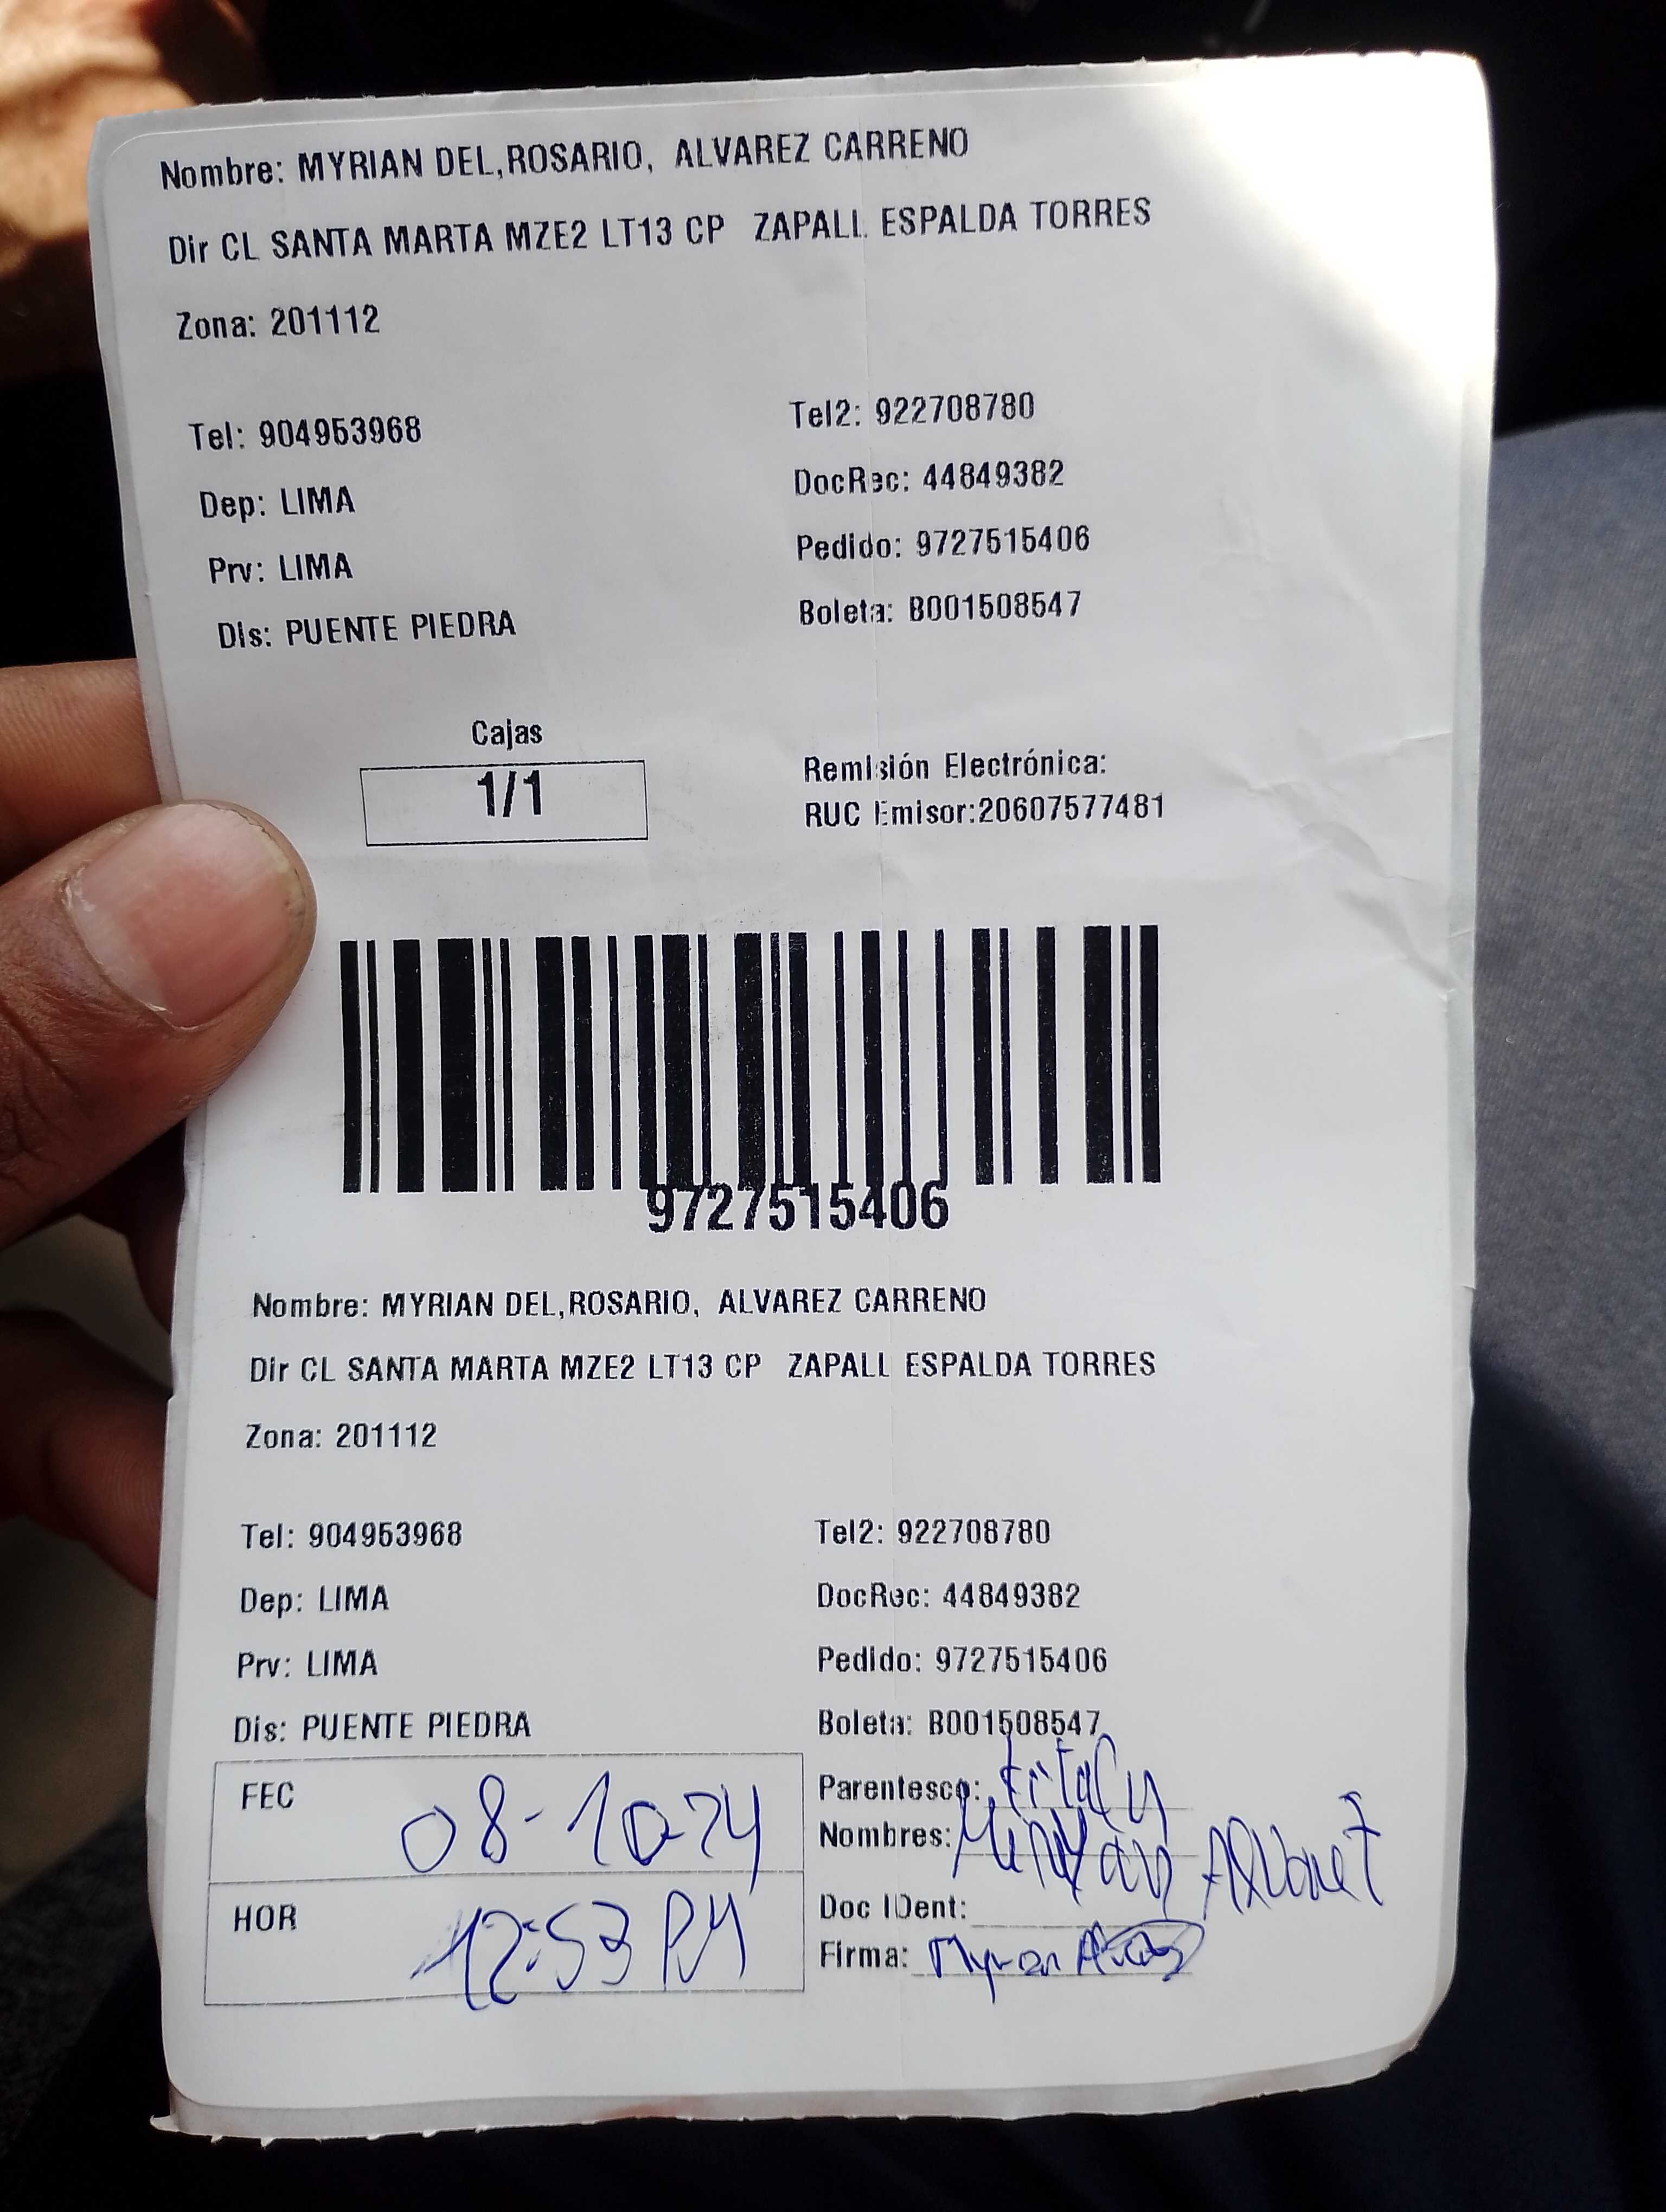 Nombre: MYRIAN DEL,ROSARIO, ALVAREZ CARRENO
Dir CL SANTA MARTA MZE2 LT13 CP ZAPALL ESPALDA TORRES
Zona: 201112
Tel: 904953968 Tel2: 922708780
Dep: LIMA DocRec: 44849382
Prv: LIMA Pedido: 9727515406
Dis: PUENTE PIEDRA Boleta: B001508547
Cajas
1/1
Remisión Electrónica:
RUC Emisor:20607577481
9727515406
Nombre: MYRIAN DEL,ROSARIO, ALVAREZ CARRENO
Dir CL SANTA MARTA MZE2 LT13 CP ZAPALL ESPALDA TORRES
Zona: 201112
Tel: 904953968 Tel2: 922708780
Dep: LIMA DocRec: 44849382
Prv: LIMA Pedido: 9727515406
Dis: PUENTE PIEDRA Boleta: B001508547
FEC 08-10-24
Parentesco:
Nombres:
HOR 12:53 PM
Doc IDent:
Firma: